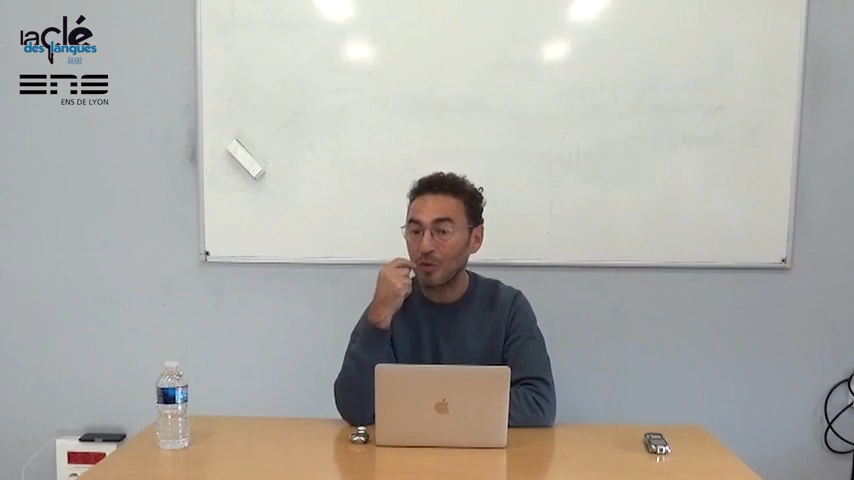 la clé
des langues
ARABE
ENS
ENS DE LYON